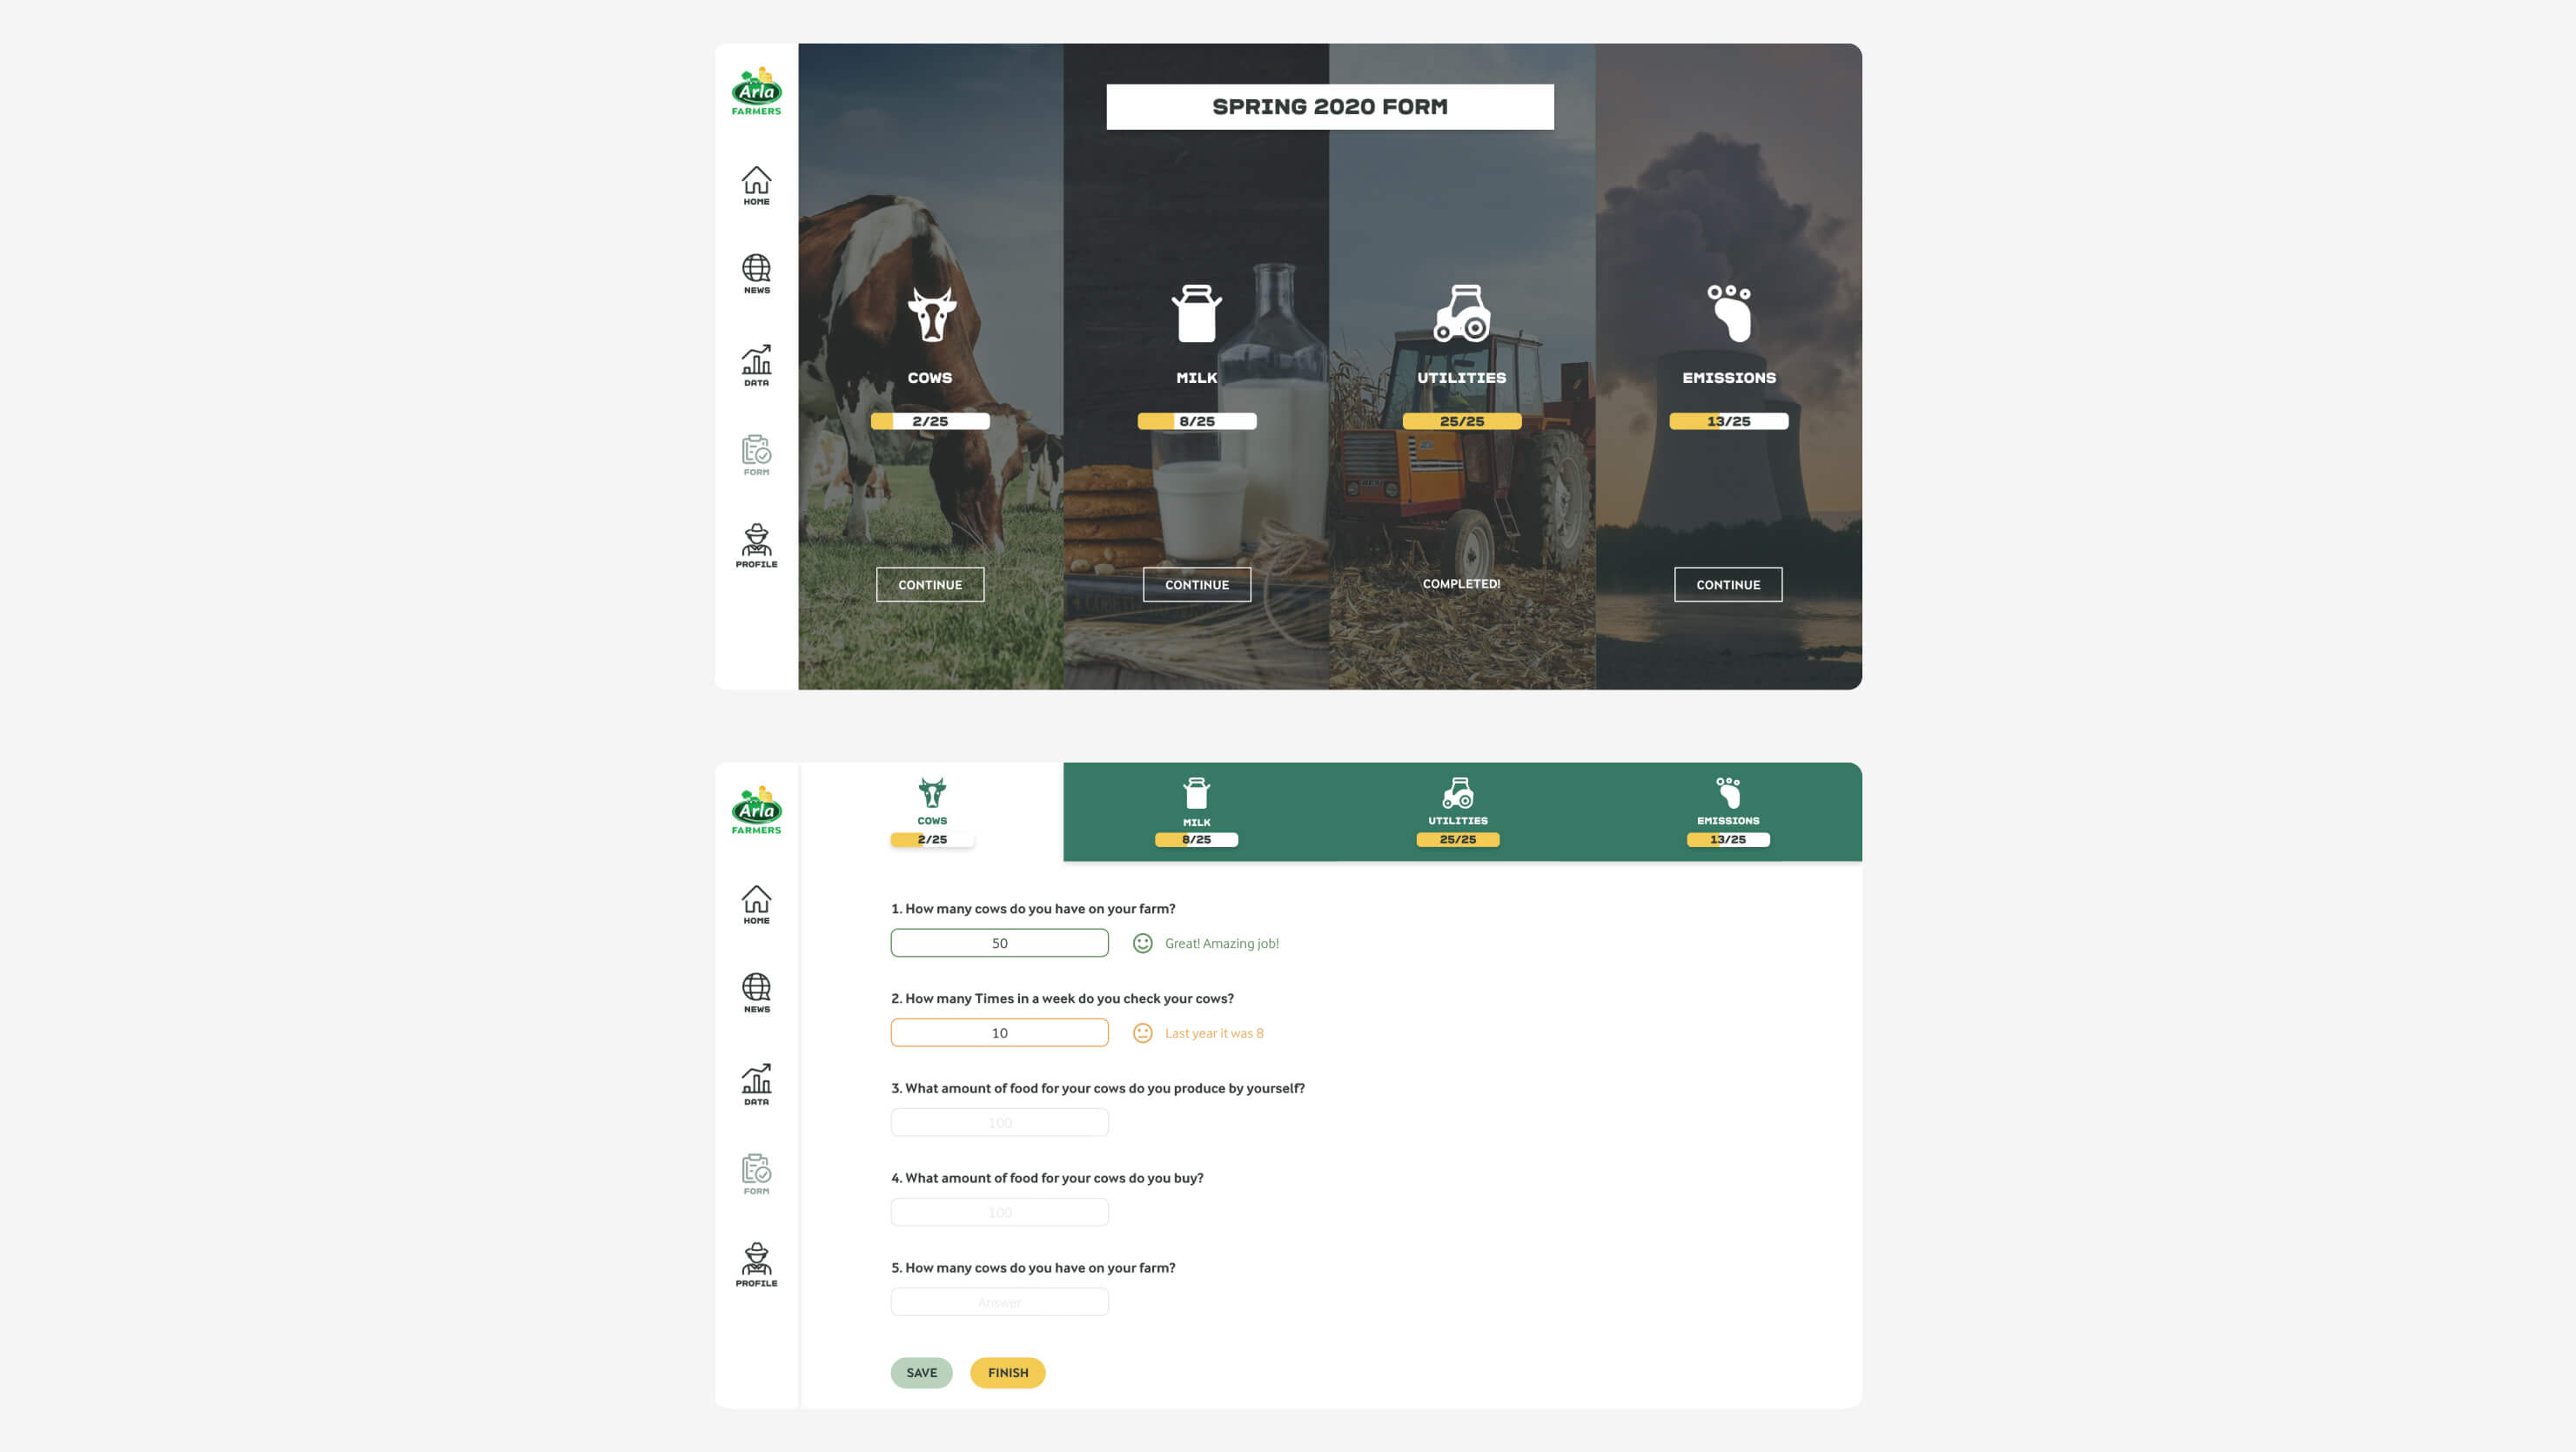 Arla
FARMERS
HOME
NEWS
DATA
FORM
PROFILE
SPRING 2020 FORM
COWS
2/25
CONTINUE
MILK
8/25
CONTINUE
UTILITIES
25/25
COMPLETED!
EMISSIONS
13/25
CONTINUE
Arla
FARMERS
HOME
NEWS
DATA
FORM
PROFILE
COWS
2/25
MILK
8/25
UTILITIES
25/25
EMISSIONS
13/25
1. How many cows do you have on your farm?
50
Great! Amazing job!
2. How many Times in a week do you check your cows?
10
Last year it was 8
3. What amount of food for your cows do you produce by yourself?
100
4. What amount of food for your cows do you buy?
100
5. How many cows do you have on your farm?
Answer
SAVE
FINISH